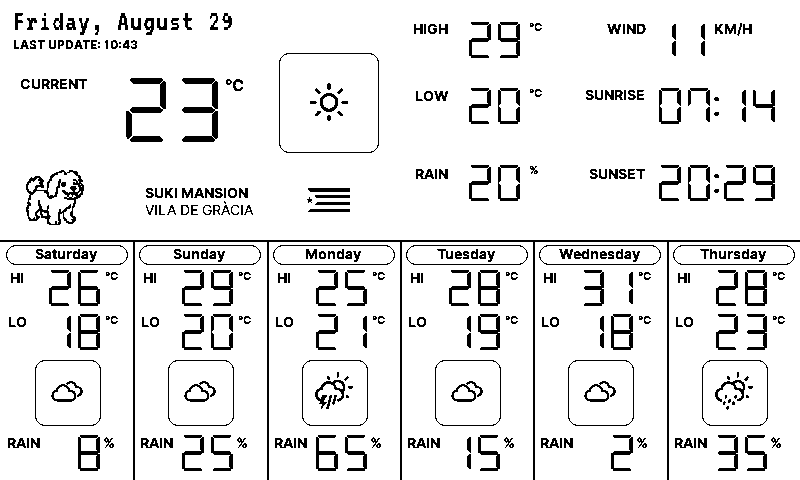 Friday, August 29
LAST UPDATE: 10:43
CURRENT 23°C
HIGH 29°C
LOW 20°C
RAIN 20%
WIND 11 KM/H
SUNRISE 07:14
SUNSET 20:29
SUKI MANSION
VILA DE GRÀCIA
Saturday
HI 26°C
LO 18°C
RAIN 8%
Sunday
HI 29°C
LO 20°C
RAIN 25%
Monday
HI 25°C
LO 21°C
RAIN 65%
Tuesday
HI 28°C
LO 19°C
RAIN 15%
Wednesday
HI 31°C
LO 18°C
RAIN 2%
Thursday
HI 28°C
LO 23°C
RAIN 35%